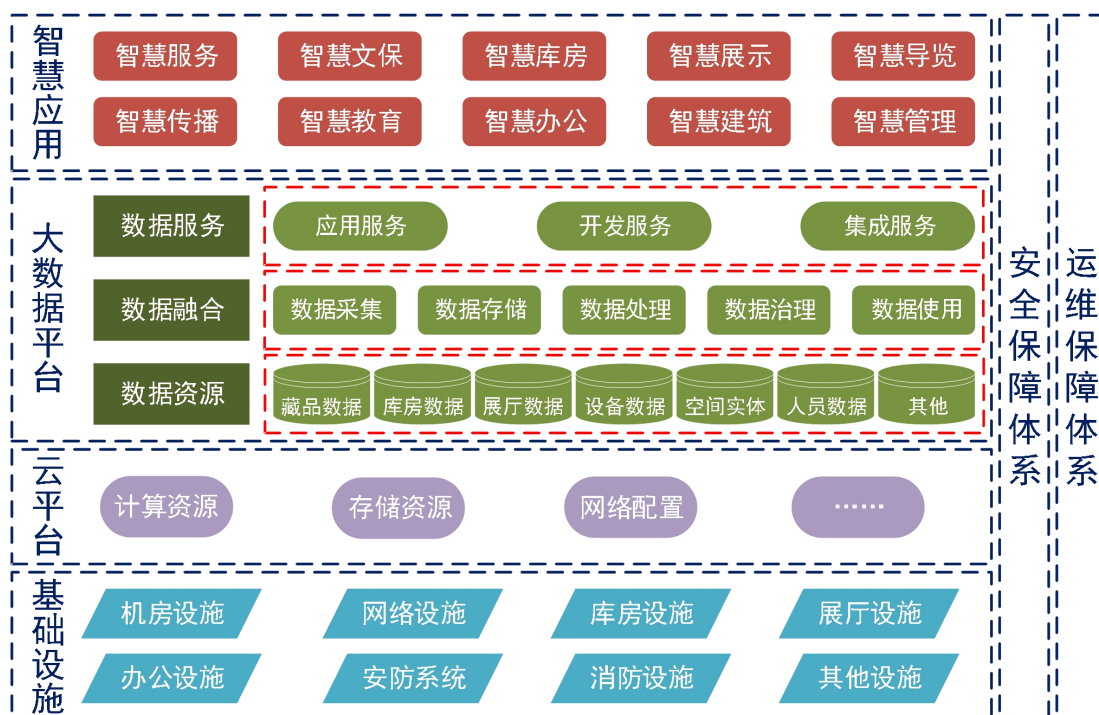 智慧应用
智慧服务 智慧文保 智慧库房 智慧展示 智慧导览
智慧传播 智慧教育 智慧办公 智慧建筑 智慧管理
大数据平台
数据服务 应用服务 开发服务 集成服务
数据融合 数据采集 数据存储 数据处理 数据治理 数据使用
数据资源 藏品数据 库房数据 展厅数据 设备数据 空间实体 人员数据 其他
云平台
计算资源 存储资源 网络配置 ……
基础设施
机房设施 网络设施 库房设施 展厅设施
办公设施 安防系统 消防设施 其他设施
安全保障体系
运维保障体系